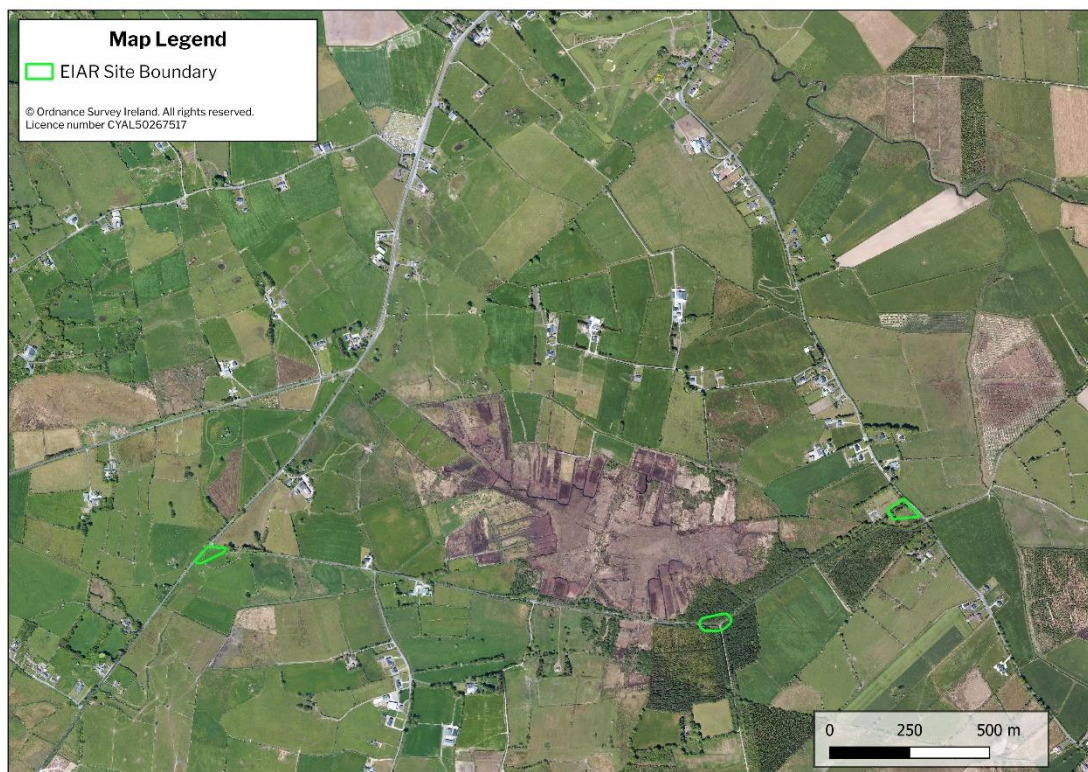 Map Legend
EIAR Site Boundary
© Ordnance Survey Ireland. All rights reserved.
Licence number CYAL50267517
0 250 500 m